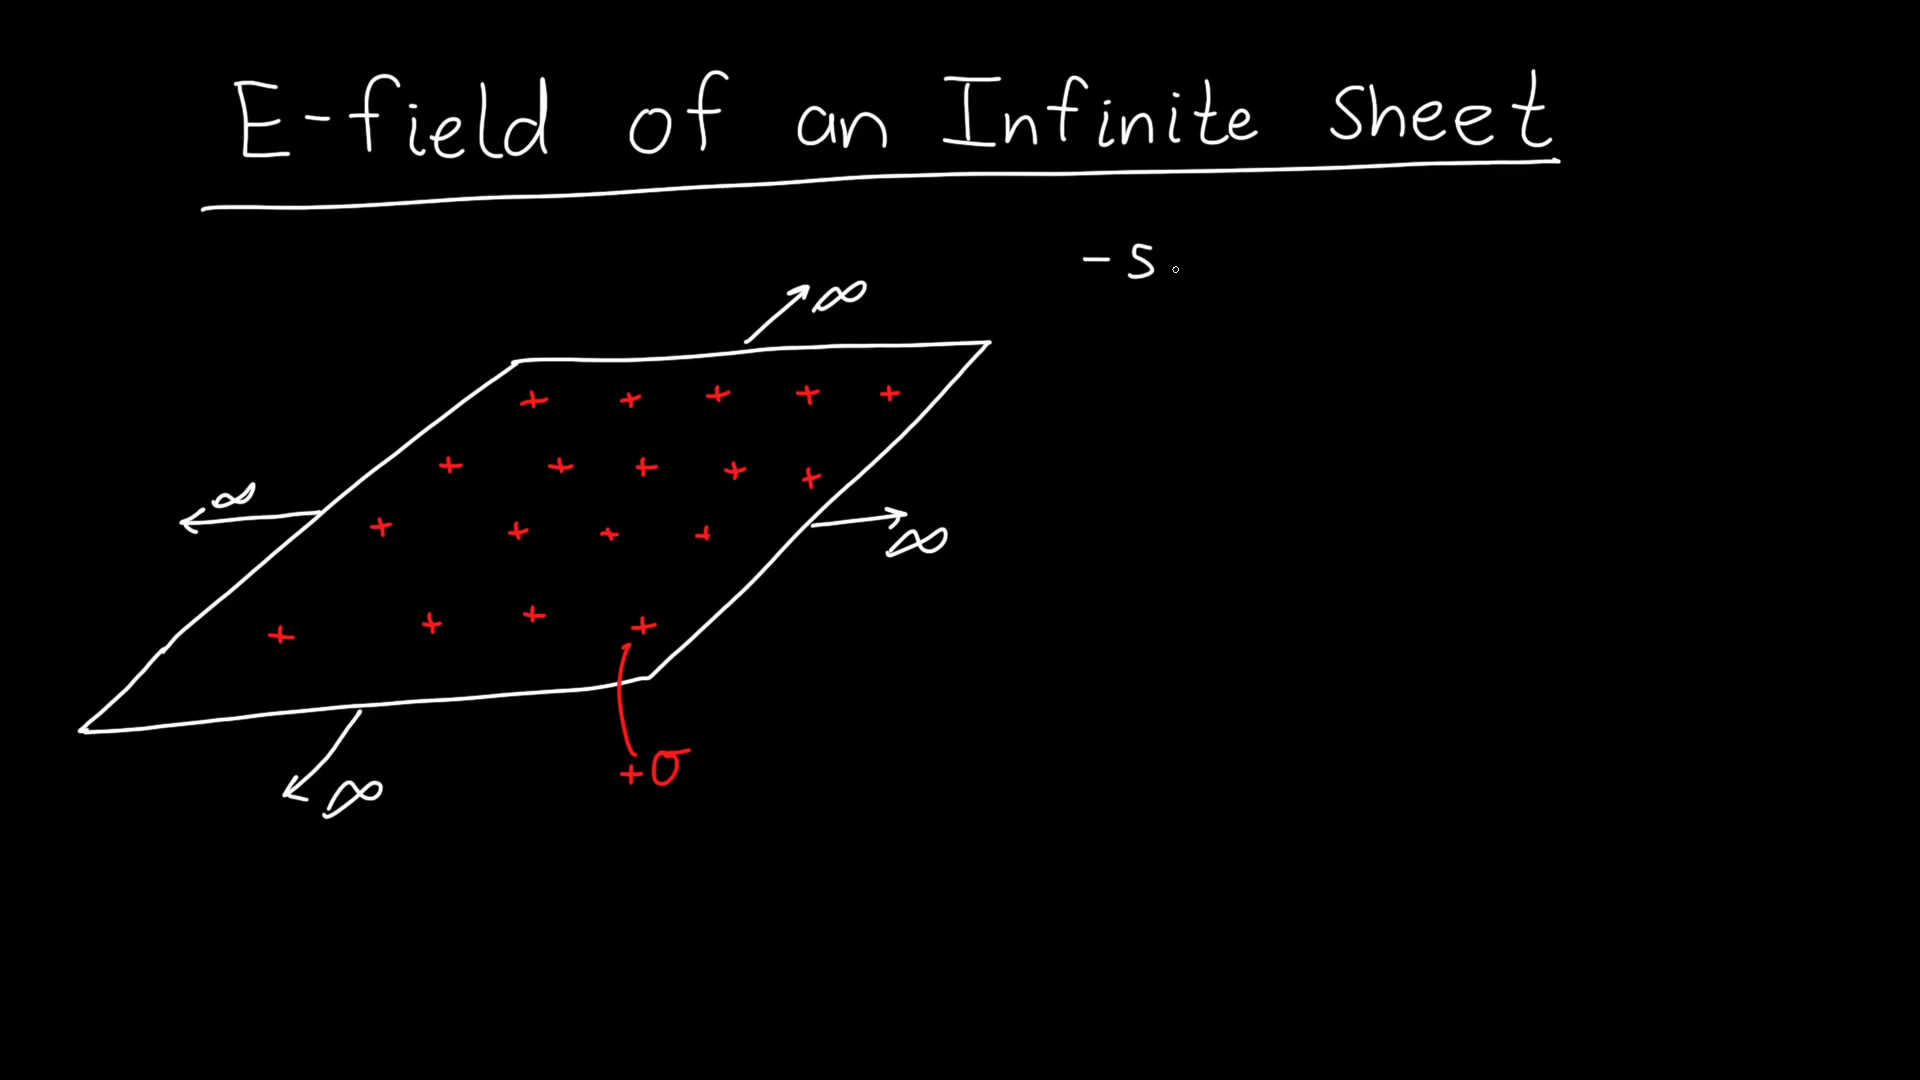 E-field of an Infinite Sheet
- s
∞
+ + + + +
+ + + + +
∞
+ + + +
∞
+ + + +
+σ
∞